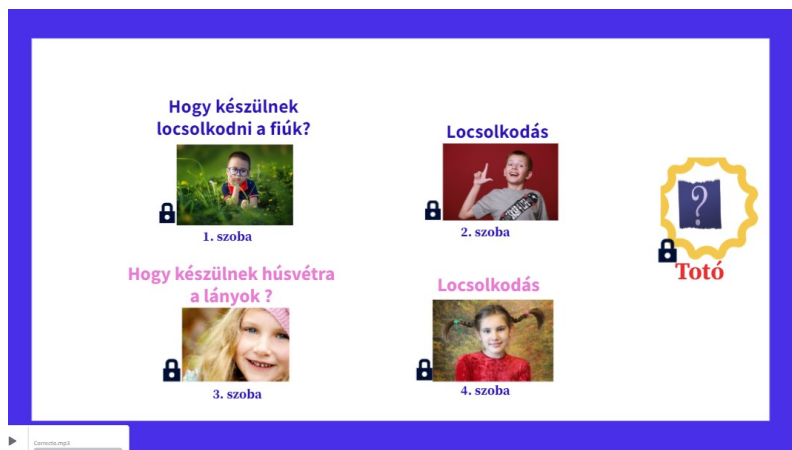 Hogy készülnek
locsolkodni a fiúk?
1. szoba
Locsolkodás
2. szoba
Hogy készülnek húsvétra
a lányok ?
3. szoba
Locsolkodás
4. szoba
?
Totó
Correcto.mp3